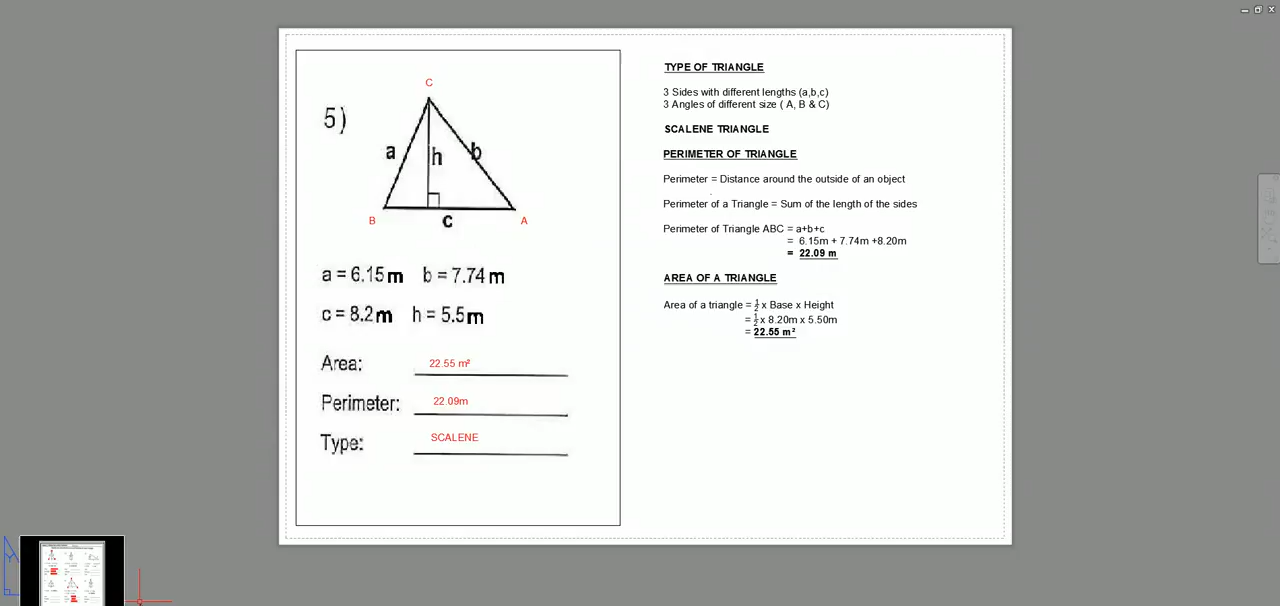 C
5)
a
h
b
B
c
A
a = 6.15 m b = 7.74 m
c = 8.2 m h = 5.5 m
Area: 22.55 m²
Perimeter: 22.09m
Type: SCALENE
TYPE OF TRIANGLE
3 Sides with different lengths (a,b,c)
3 Angles of different size ( A, B & C)
SCALENE TRIANGLE
PERIMETER OF TRIANGLE
Perimeter = Distance around the outside of an object
Perimeter of a Triangle = Sum of the length of the sides
Perimeter of Triangle ABC = a+b+c
= 6.15m + 7.74m +8.20m
= 22.09 m
AREA OF A TRIANGLE
Area of a triangle = ½ x Base x Height
= ½ x 8.20m x 5.50m
= 22.55 m²